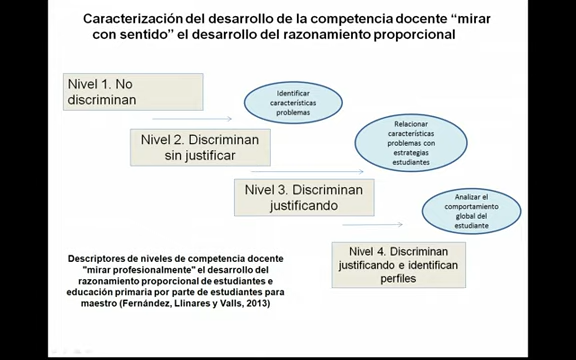 Caracterización del desarrollo de la competencia docente “mirar
con sentido” el desarrollo del razonamiento proporcional
Nivel 1. No
discriminan
Identificar
características
problemas
Nivel 2. Discriminan
sin justificar
Relacionar
características
problemas con
estrategias
estudiantes
Nivel 3. Discriminan
justificando
Analizar el
comportamiento
global del
estudiante
Nivel 4. Discriminan
justificando e identifican
perfiles
Descriptores de niveles de competencia docente
"mirar profesionalmente" el desarrollo del
razonamiento proporcional de estudiantes e
educación primaria por parte de estudiantes para
maestro (Fernández, Llinares y Valls, 2013)